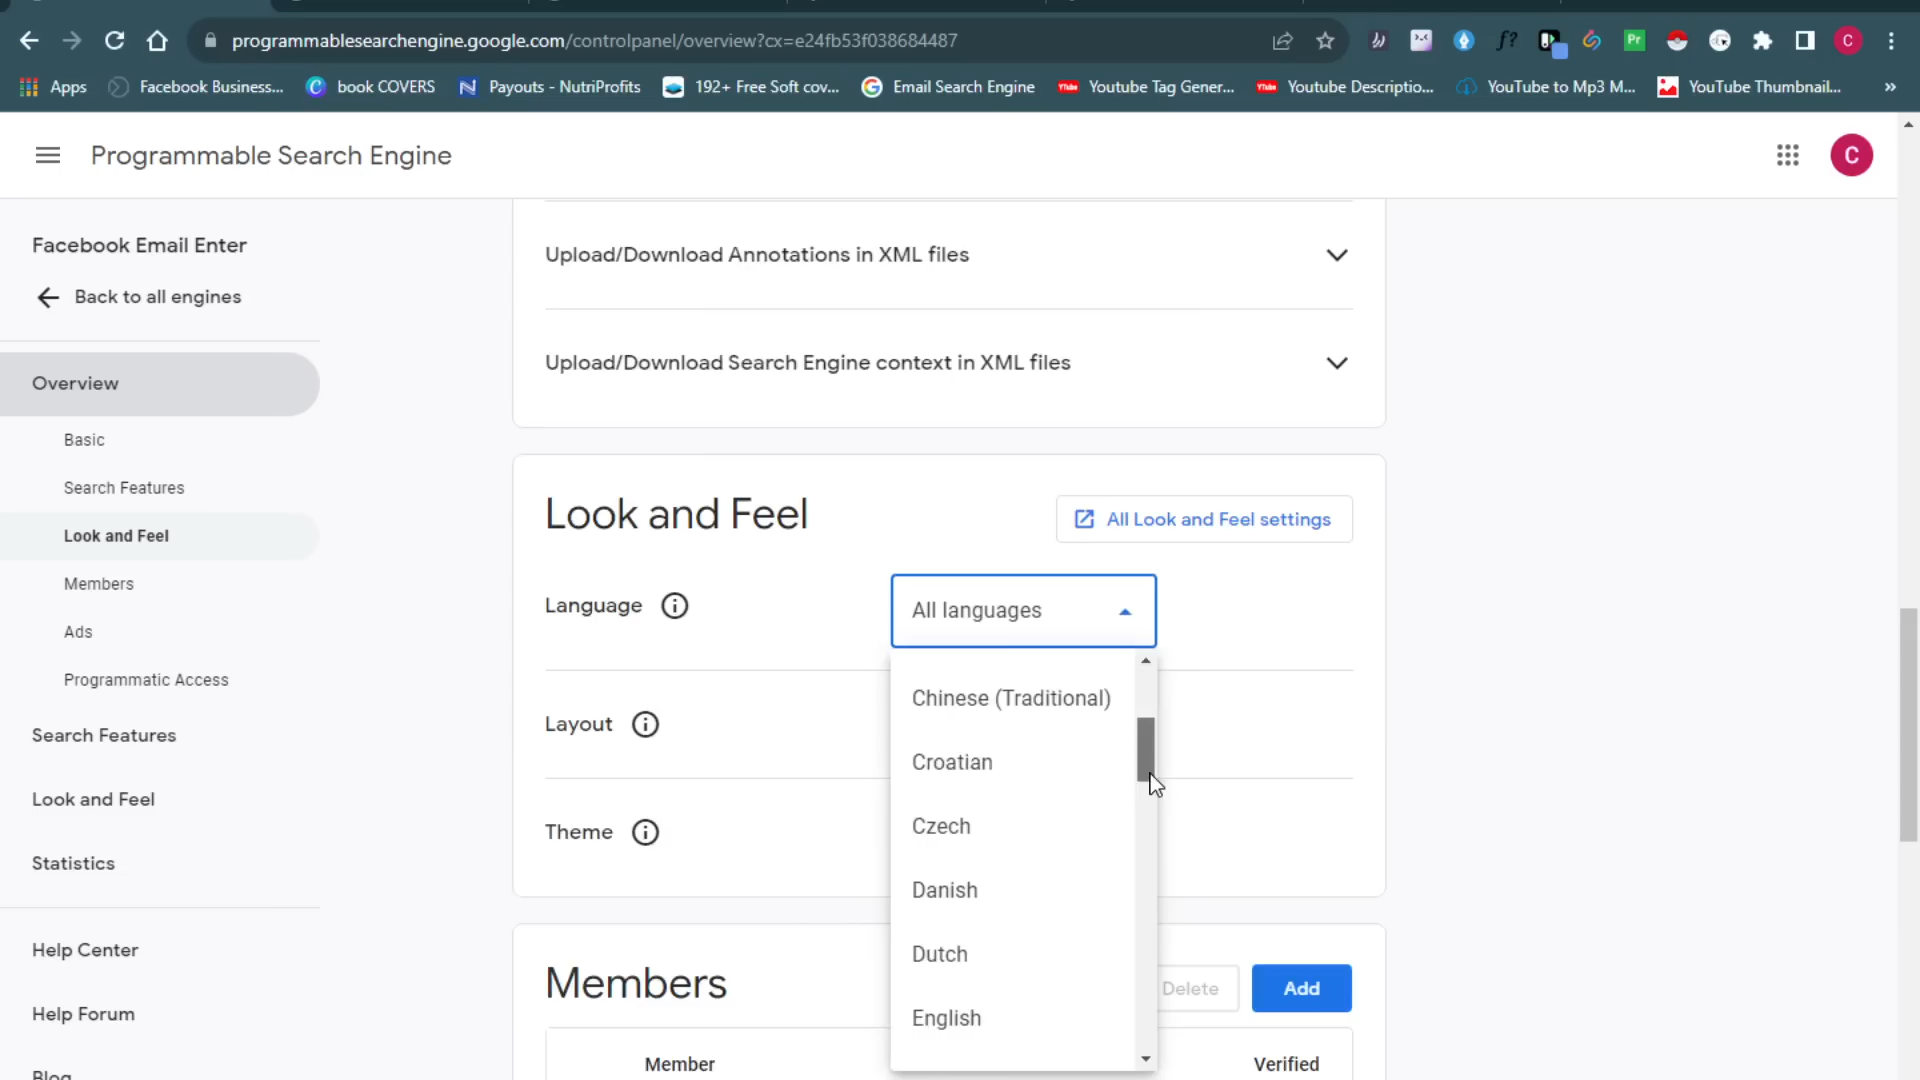 programmablesearchengine.google.com/controlpanel/overview?cx=e24fb53f038684487
C
Apps
Facebook Business...
book COVERS
Payouts - NutriProfits
192+ Free Soft cov...
Email Search Engine
Youtube Tag Gener...
Youtube Descriptio...
YouTube to Mp3 M...
YouTube Thumbnail...
»
Programmable Search Engine
C
Facebook Email Enter
Back to all engines
Overview
Basic
Search Features
Look and Feel
Members
Ads
Programmatic Access
Search Features
Look and Feel
Statistics
Help Center
Help Forum
Blog
Upload/Download Annotations in XML files
Upload/Download Search Engine context in XML files
Look and Feel
All Look and Feel settings
Language
All languages
Chinese (Traditional)
Croatian
Czech
Danish
Dutch
English
Layout
Theme
Members
Delete
Add
Member
Verified